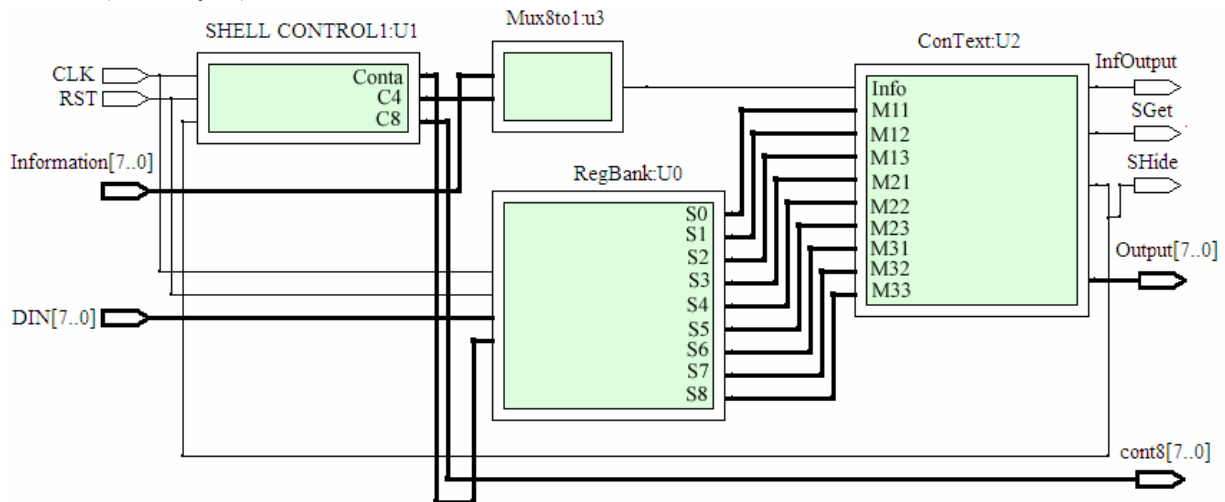 SHELL CONTROL1:U1
Mux8to1:u3
ConText:U2
CLK
RST
Conta
C4
C8
Info
M11
M12
M13
M21
M22
M23
M31
M32
M33
InfOutput
SGet
SHide
Information[7..0]
RegBank:U0
S0
S1
S2
S3
S4
S5
S6
S7
S8
Output[7..0]
DIN[7..0]
cont8[7..0]